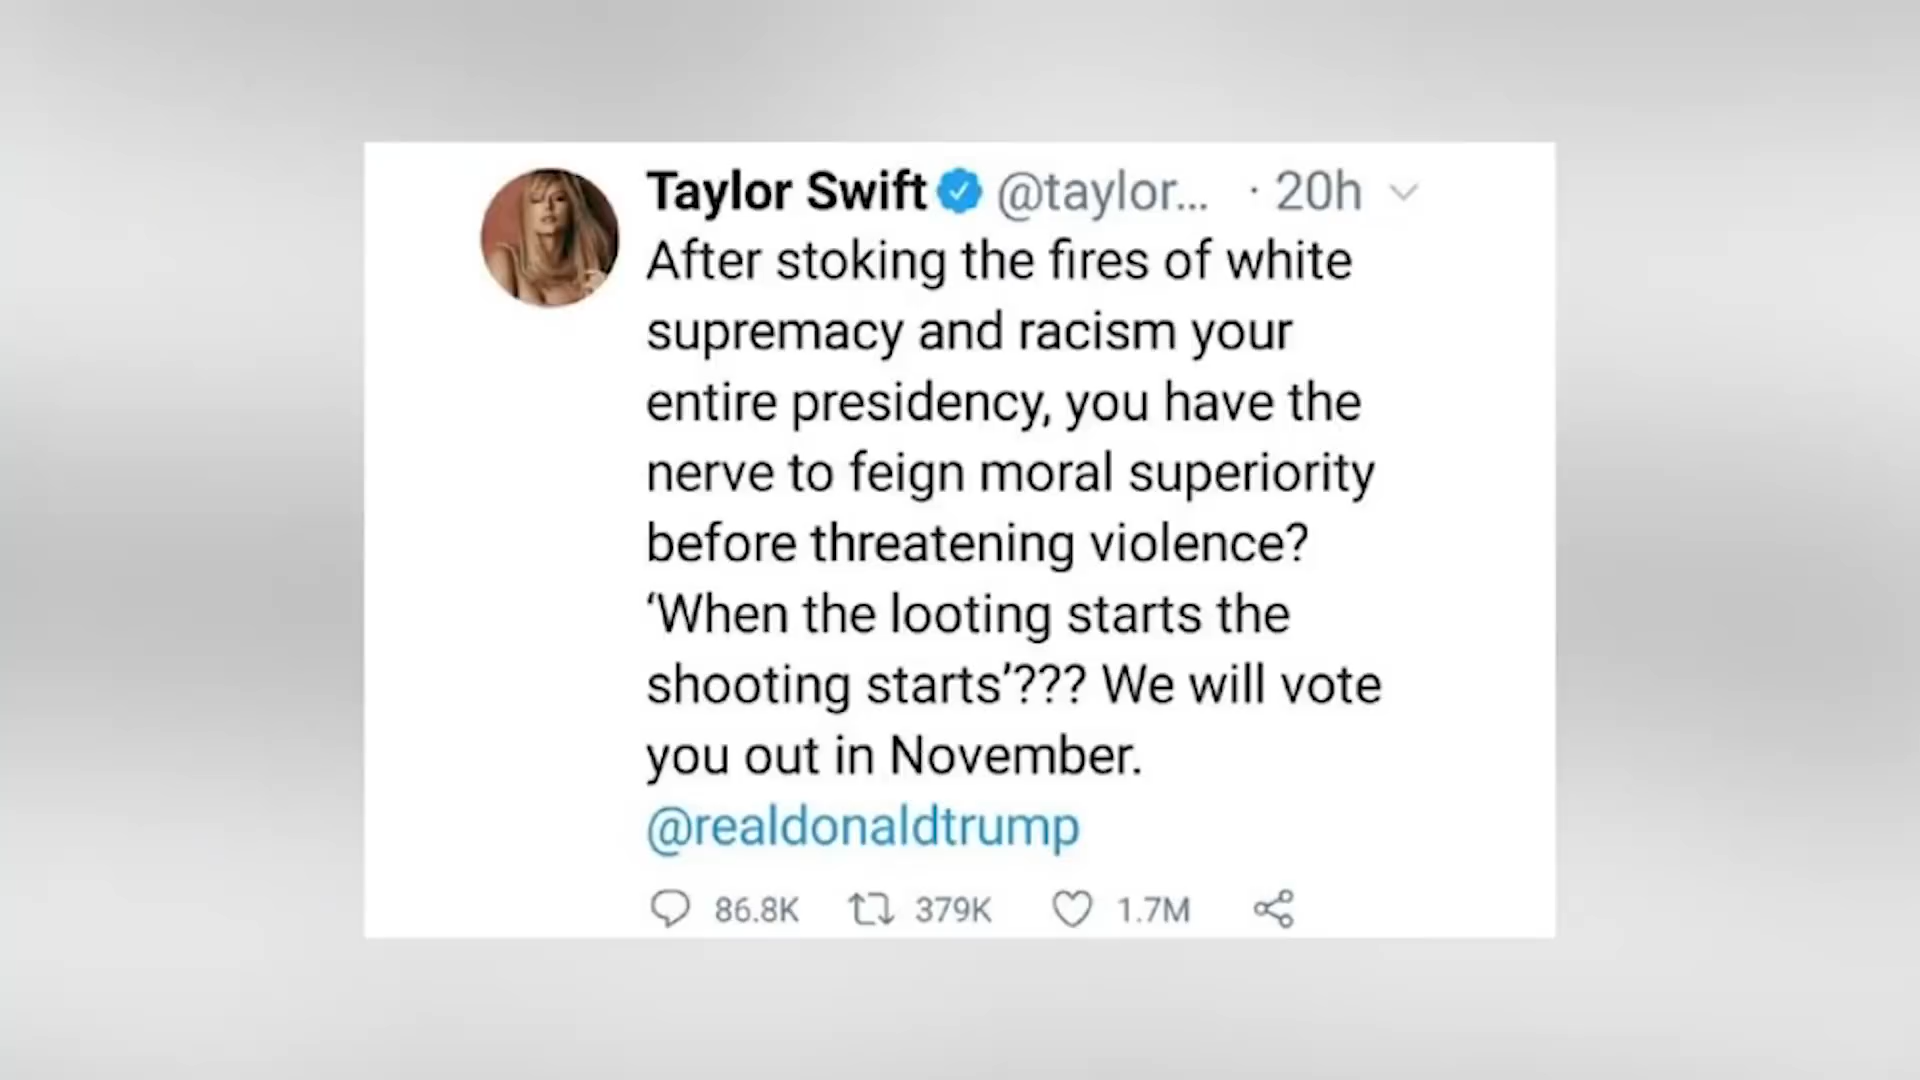 Taylor Swift @taylor... · 20h
After stoking the fires of white
supremacy and racism your
entire presidency, you have the
nerve to feign moral superiority
before threatening violence?
‘When the looting starts the
shooting starts’??? We will vote
you out in November.
@realdonaldtrump
86.8K 379K 1.7M